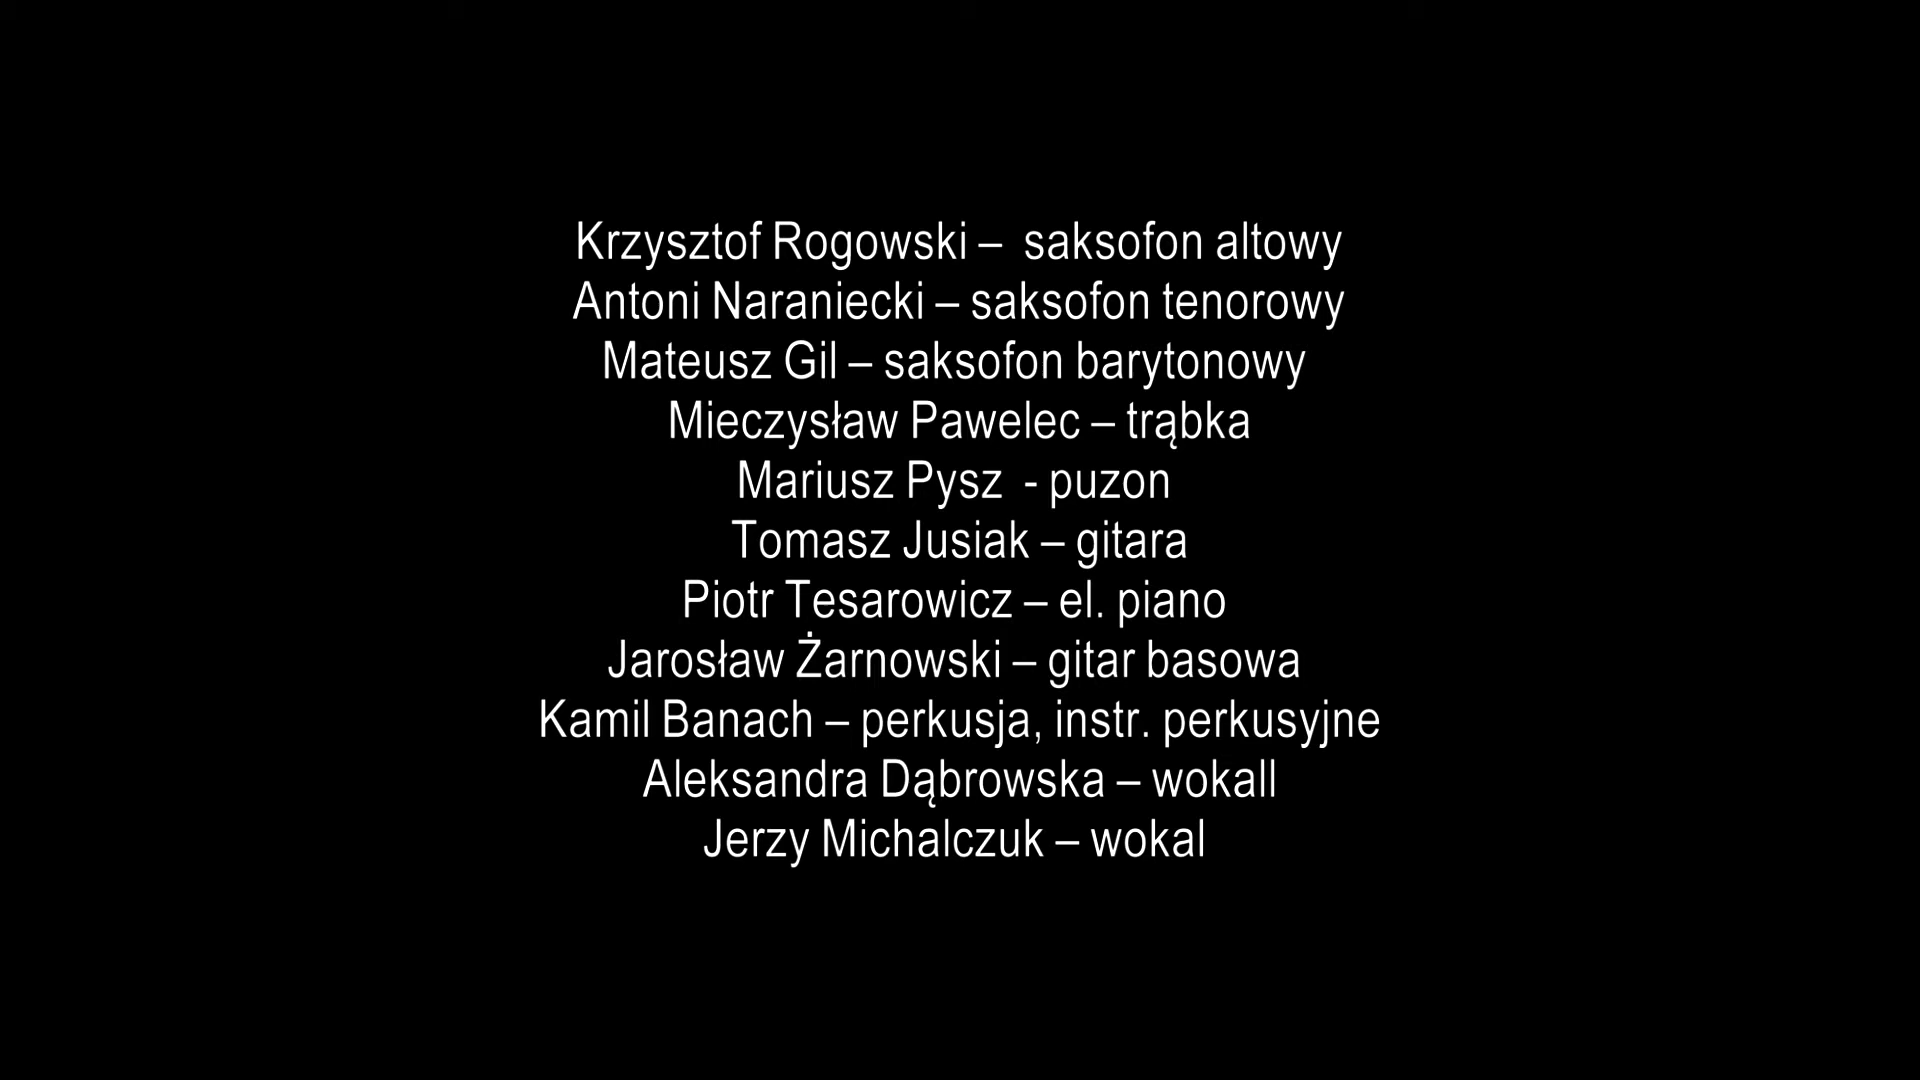 Krzysztof Rogowski –  saksofon altowy
Antoni Naraniecki – saksofon tenorowy
Mateusz Gil – saksofon barytonowy
Mieczysław Pawelec – trąbka
Mariusz Pysz  - puzon
Tomasz Jusiak – gitara
Piotr Tesarowicz – el. piano
Jarosław Żarnowski – gitar basowa
Kamil Banach – perkusja, instr. perkusyjne
Aleksandra Dąbrowska – wokall
Jerzy Michalczuk – wokal